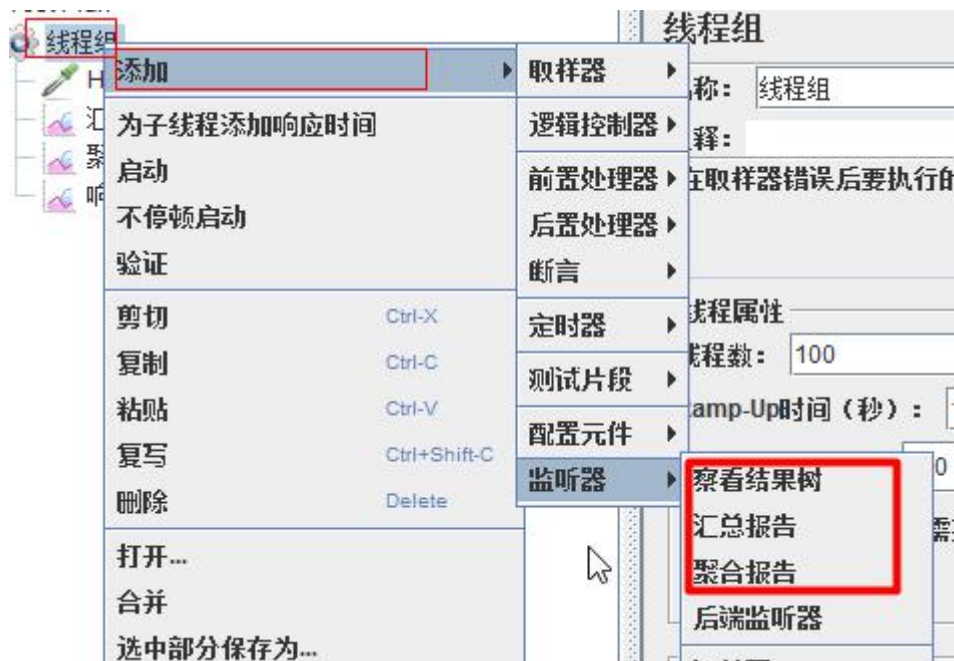 线程组
H
汇
聚
响
添加
为子线程添加响应时间
启动
不停顿启动
验证
剪切 Ctrl-X
复制 Ctrl-C
粘贴 Ctrl-V
复写 Ctrl+Shift-C
删除 Delete
打开...
合并
选中部分保存为...
取样器
逻辑控制器
前置处理器
后置处理器
断言
定时器
测试片段
配置元件
监听器
察看结果树
汇总报告
聚合报告
后端监听器
线程组
称： 线程组
释：
在取样器错误后要执行的
线程属性
线程数： 100
amp-Up时间（秒）：
0
需